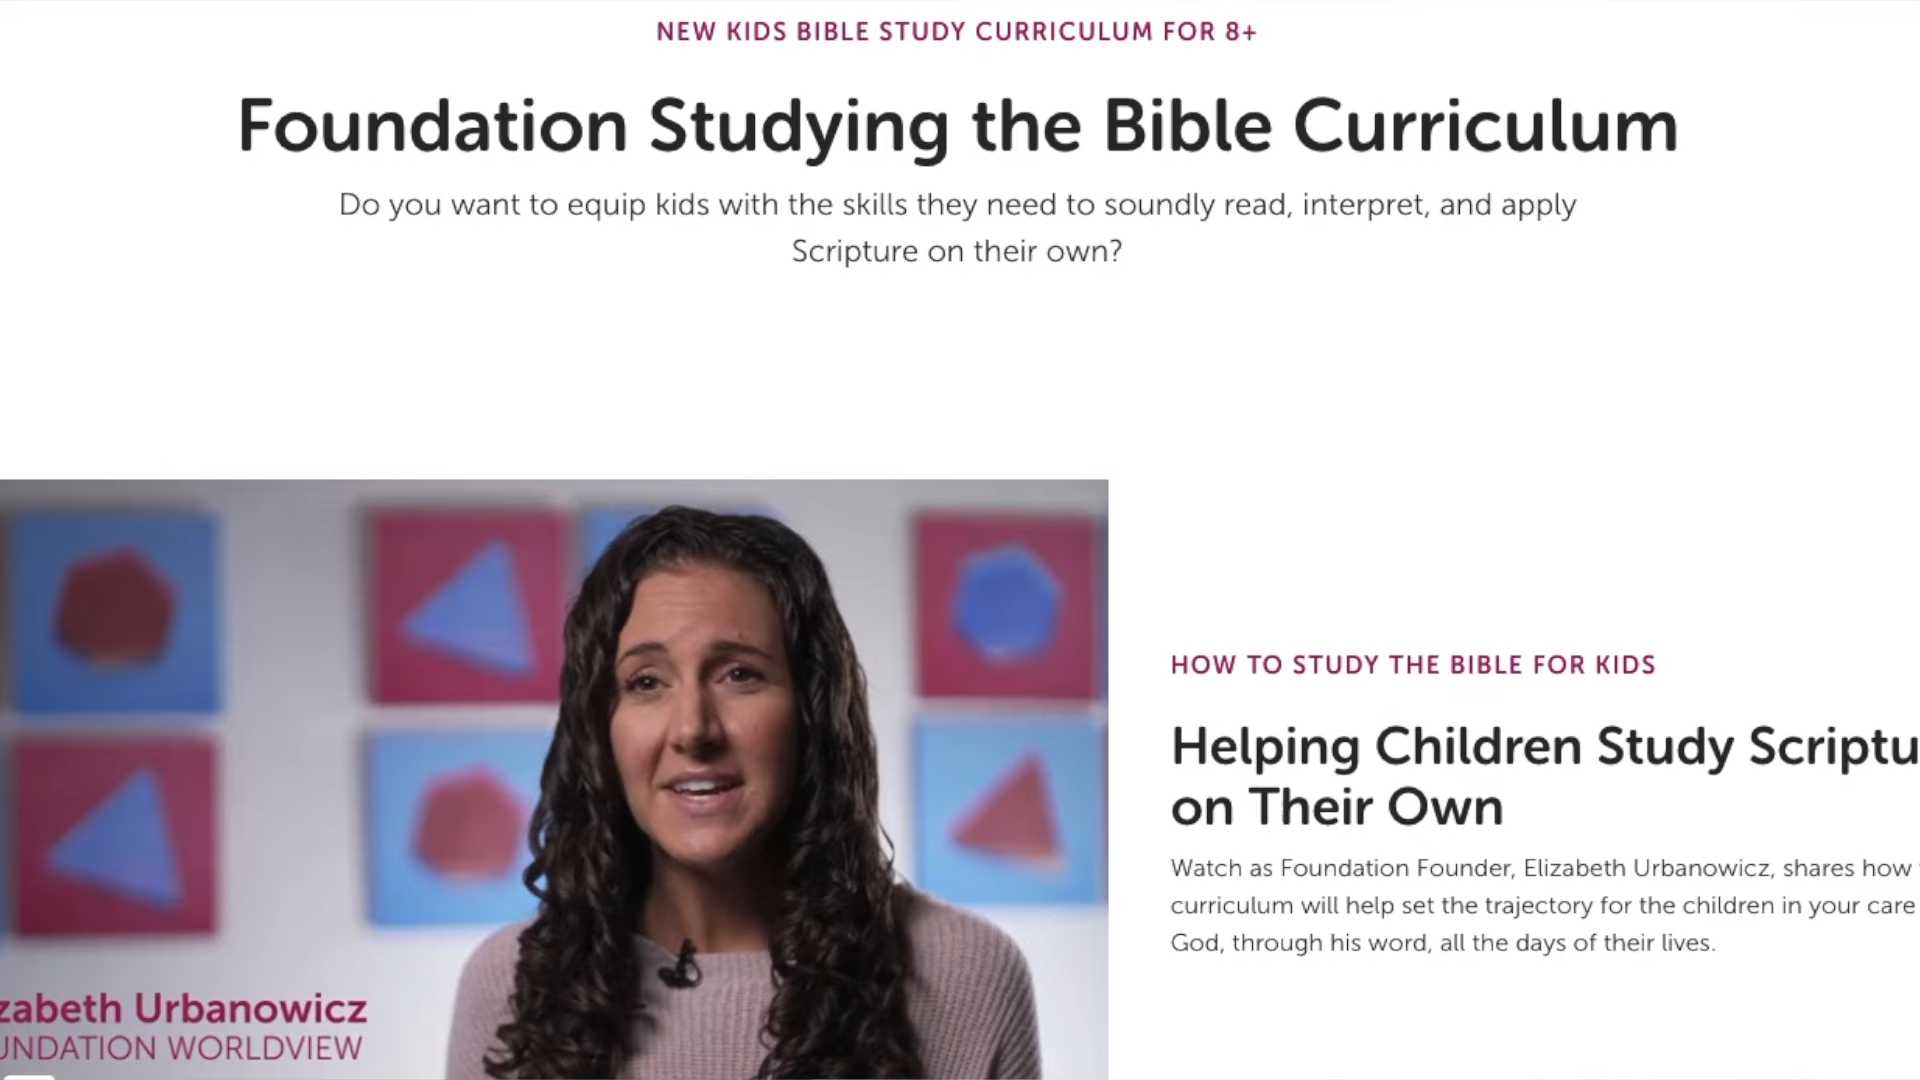 NEW KIDS BIBLE STUDY CURRICULUM FOR 8+
Foundation Studying the Bible Curriculum
Do you want to equip kids with the skills they need to soundly read, interpret, and apply
Scripture on their own?
HOW TO STUDY THE BIBLE FOR KIDS
Helping Children Study Scriptu
on Their Own
Watch as Foundation Founder, Elizabeth Urbanowicz, shares how
curriculum will help set the trajectory for the children in your care
God, through his word, all the days of their lives.
zabeth Urbanowicz
UNDATION WORLDVIEW